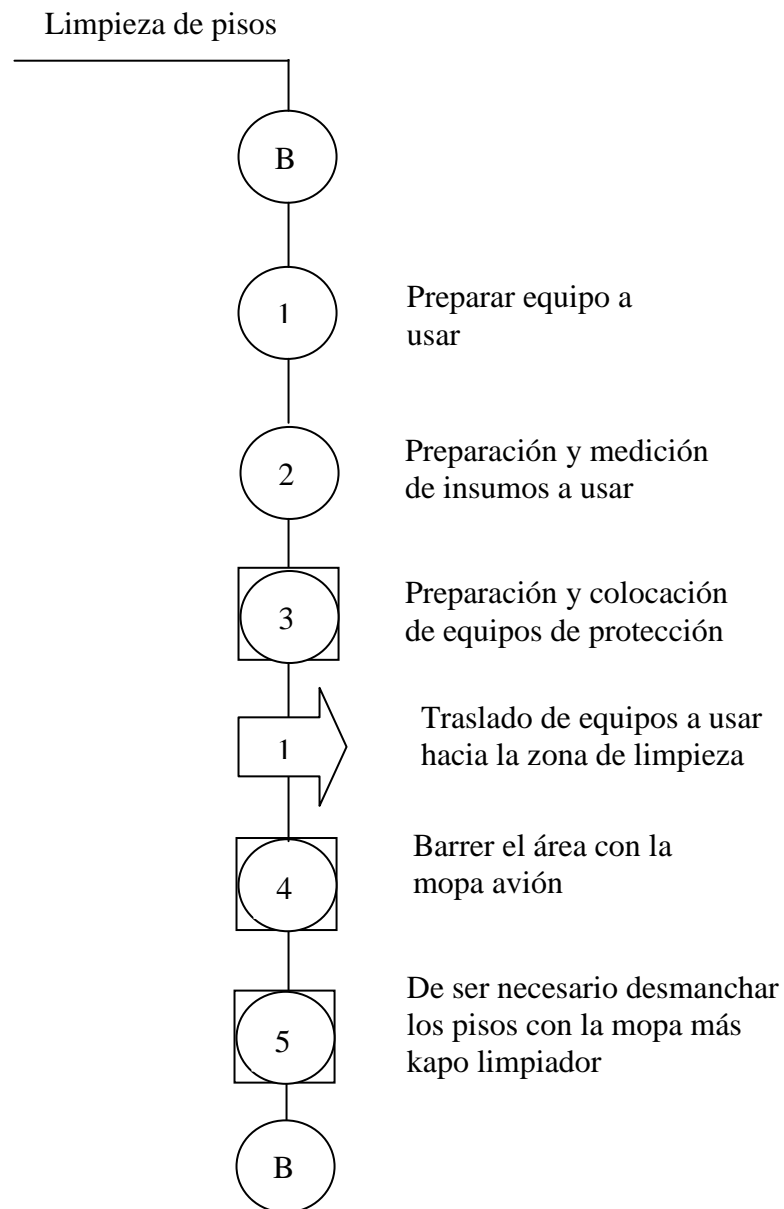 Limpieza de pisos
B
1
Preparar equipo a
usar
2
Preparación y medición
de insumos a usar
3
Preparación y colocación
de equipos de protección
1
Traslado de equipos a usar
hacia la zona de limpieza
4
Barrer el área con la
mopa avión
5
De ser necesario desmanchar
los pisos con la mopa más
kapo limpiador
B